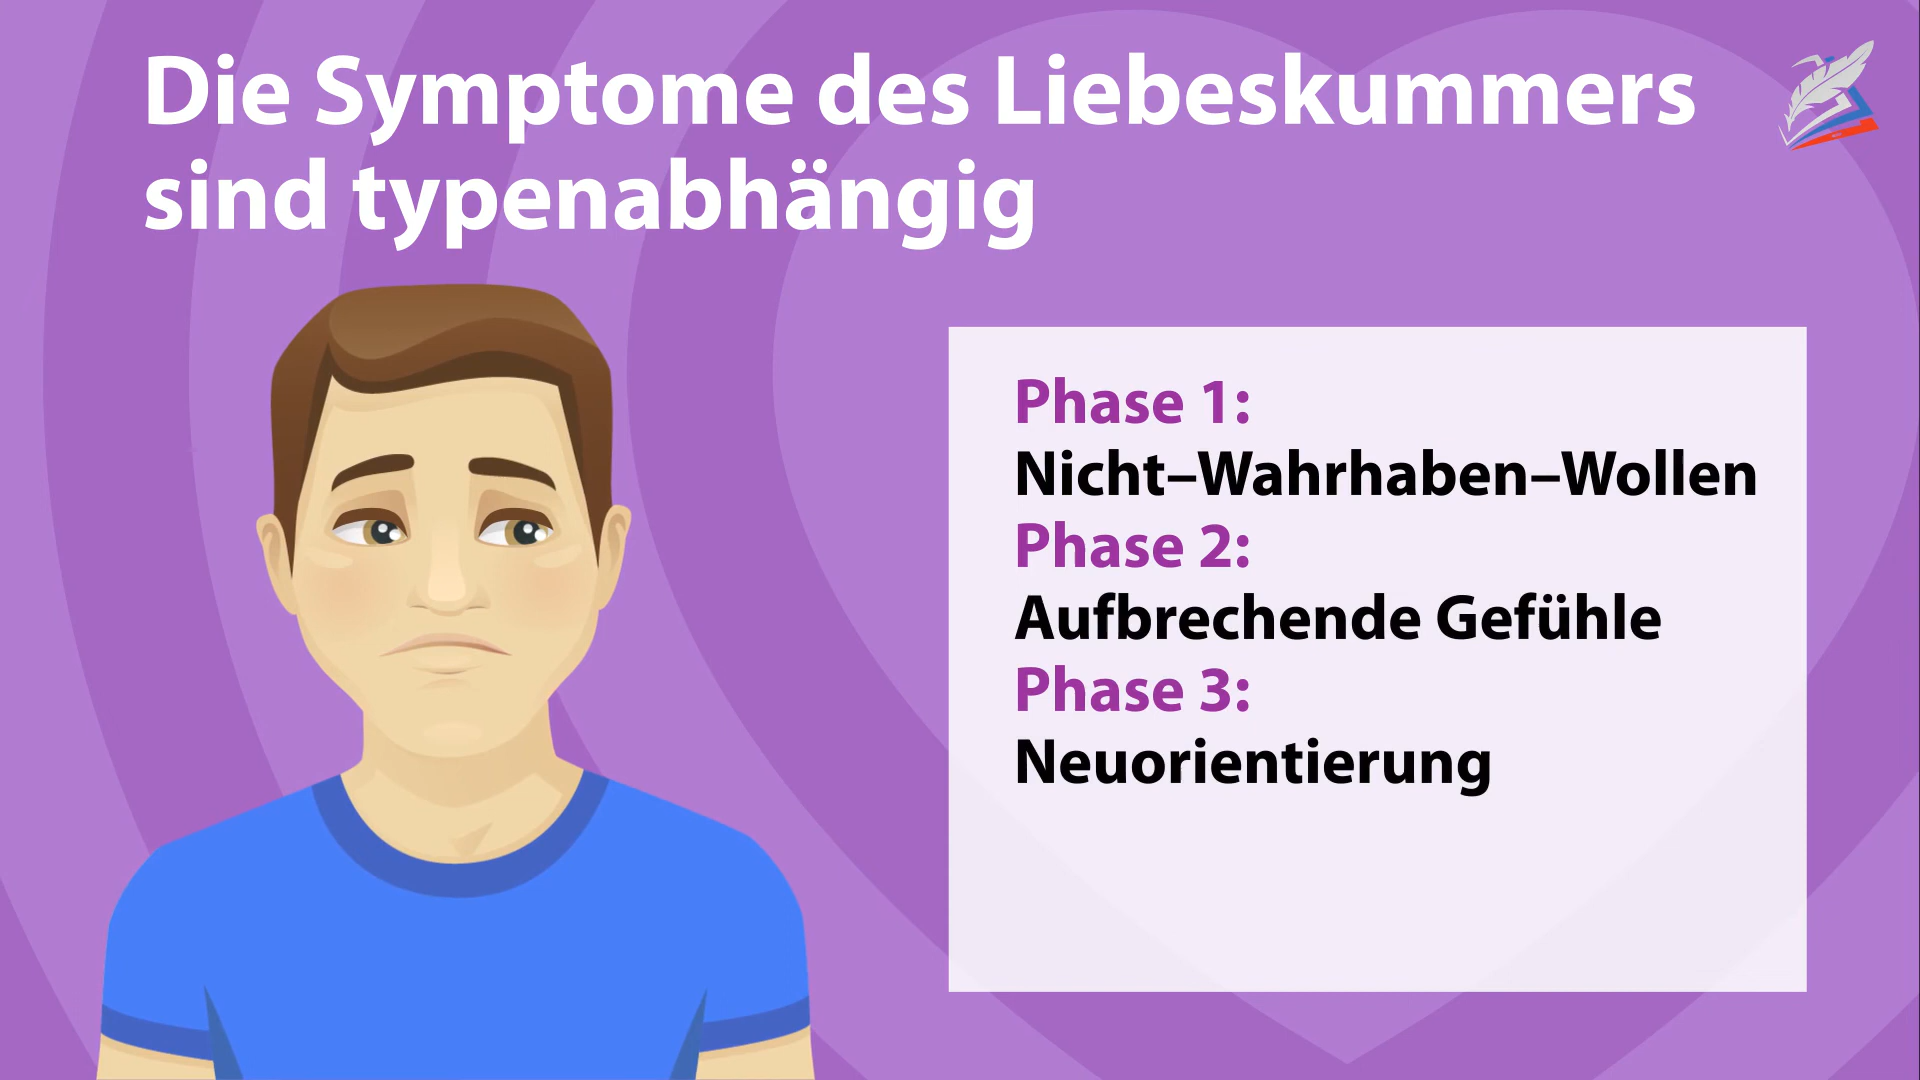 Die Symptome des Liebeskummers
sind typenabhängig
Phase 1:
Nicht–Wahrhaben–Wollen
Phase 2:
Aufbrechende Gefühle
Phase 3:
Neuorientierung